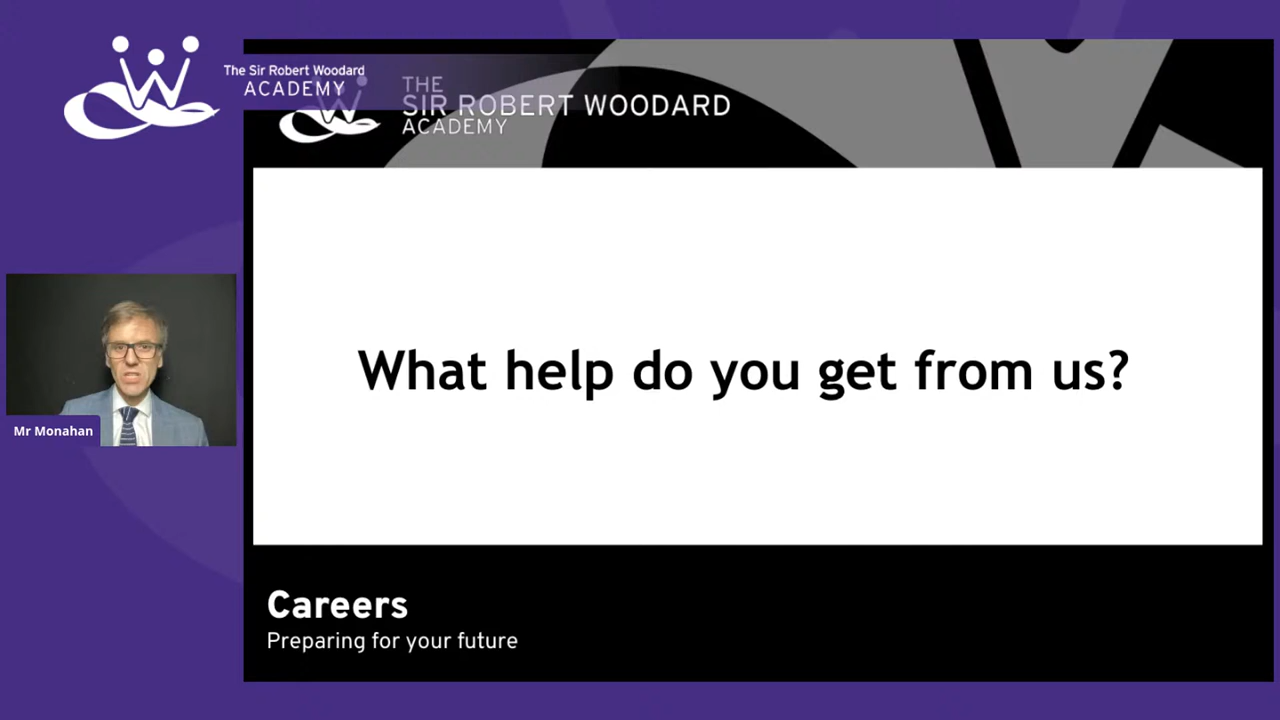 The Sir Robert Woodard
ACADEMY
THE
SIR ROBERT WOODARD
ACADEMY
What help do you get from us?
Mr Monahan
Careers
Preparing for your future